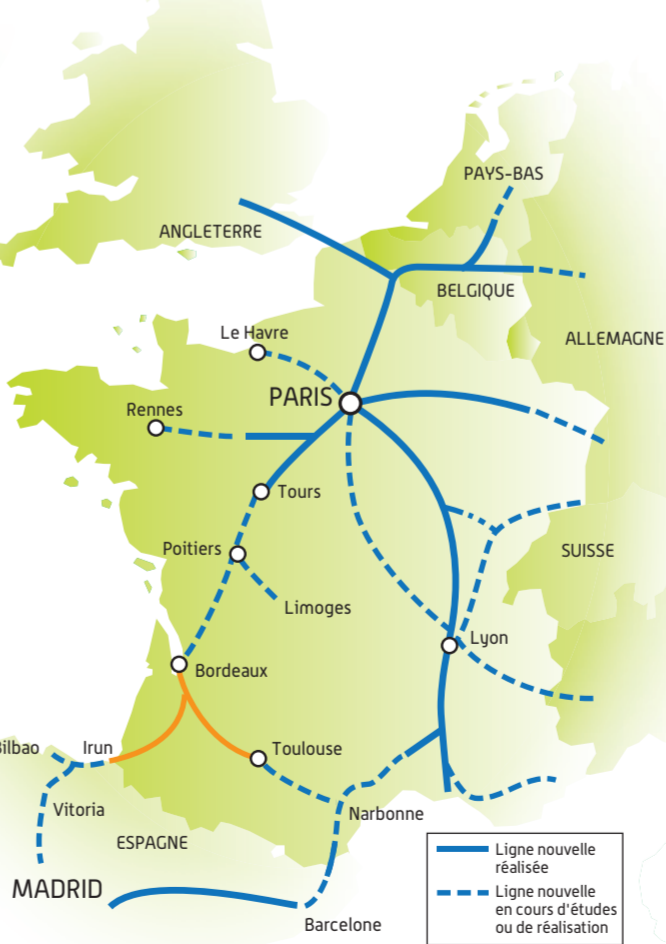 PAYS-BAS
ANGLETERRE
BELGIQUE
Le Havre
ALLEMAGNE
PARIS
Rennes
Tours
Poitiers
SUISSE
Limoges
Lyon
Bordeaux
Bilbao
Irun
Toulouse
Vitoria
Narbonne
ESPAGNE
MADRID
Barcelone
Ligne nouvelle
réalisée
Ligne nouvelle
en cours d'études
ou de réalisation